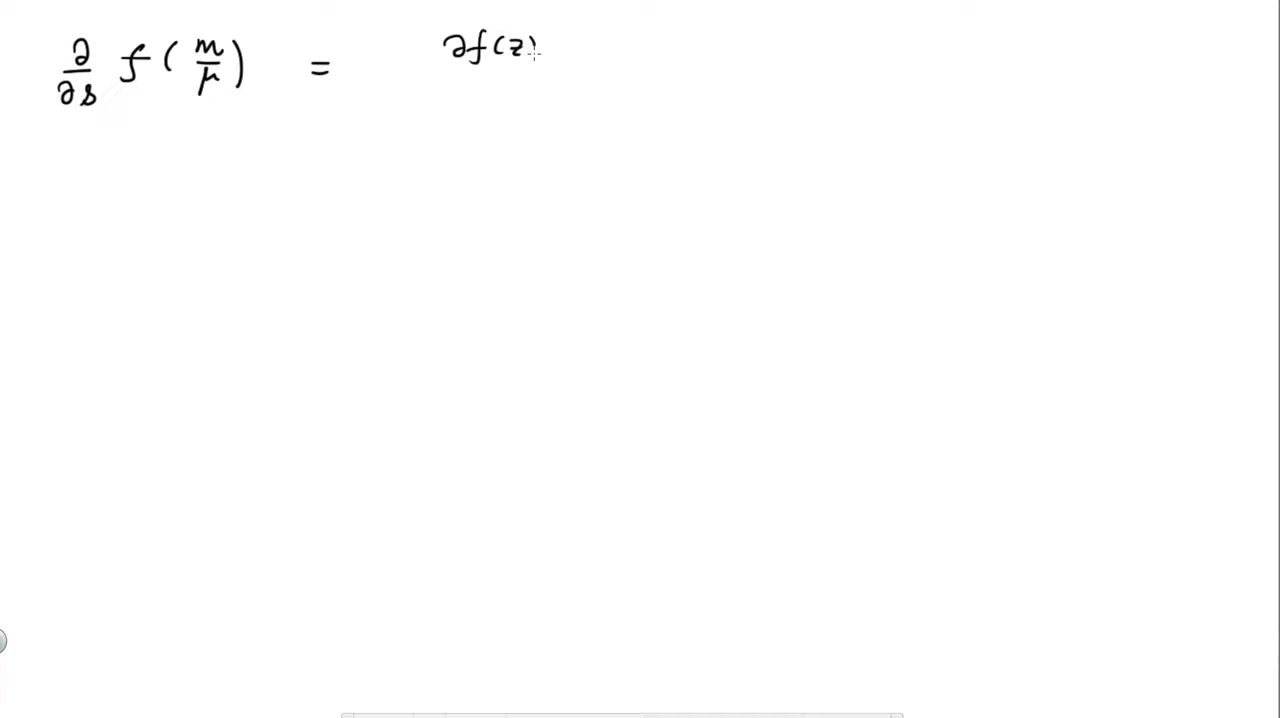 ∂/∂s f(m/μ) = ∂f(z)